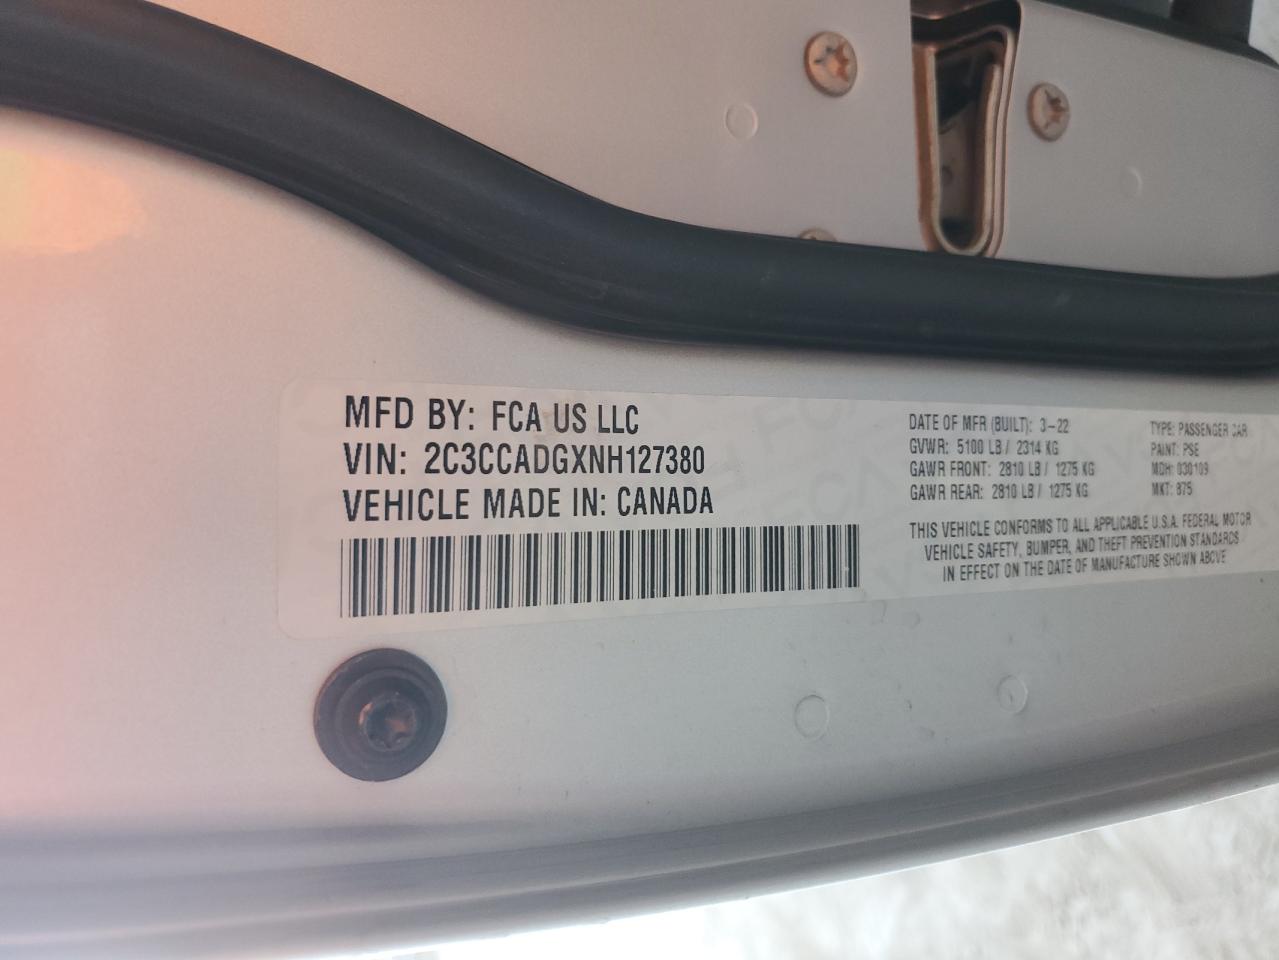 MFD BY: FCA US LLC
VIN: 2C3CCADGXNH127380
VEHICLE MADE IN: CANADA
DATE OF MFR (BUILT): 3-22
GVWR: 5100 LB / 2314 KG
GAWR FRONT: 2810 LB / 1275 KG
GAWR REAR: 2810 LB / 1275 KG
TYPE: PASSENGER CAR
PAINT: PSE
MDH: 030109
MKT: 875
THIS VEHICLE CONFORMS TO ALL APPLICABLE U.S.A. FEDERAL MOTOR
VEHICLE SAFETY, BUMPER, AND THEFT PREVENTION STANDARDS
IN EFFECT ON THE DATE OF MANUFACTURE SHOWN ABOVE